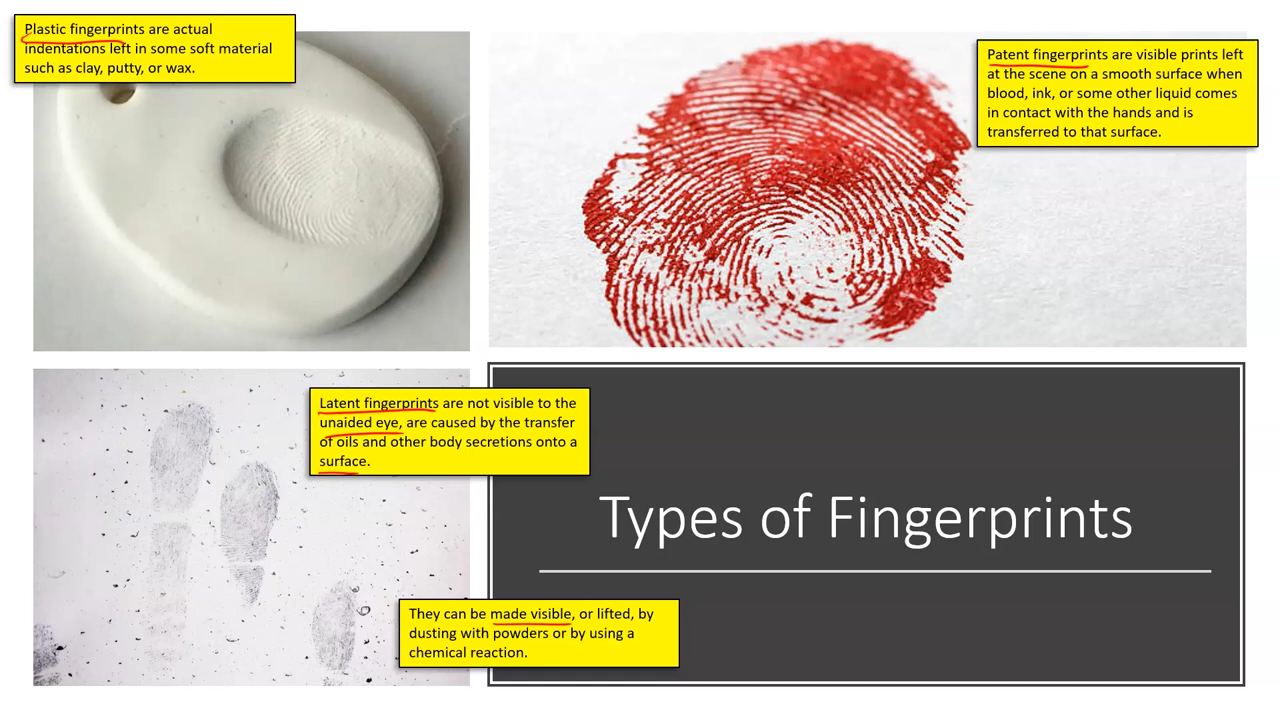 Plastic fingerprints are actual
indentations left in some soft material
such as clay, putty, or wax.
Patent fingerprints are visible prints left
at the scene on a smooth surface when
blood, ink, or some other liquid comes
in contact with the hands and is
transferred to that surface.
Latent fingerprints are not visible to the
unaided eye, are caused by the transfer
of oils and other body secretions onto a
surface.
They can be made visible, or lifted, by
dusting with powders or by using a
chemical reaction.
Types of Fingerprints